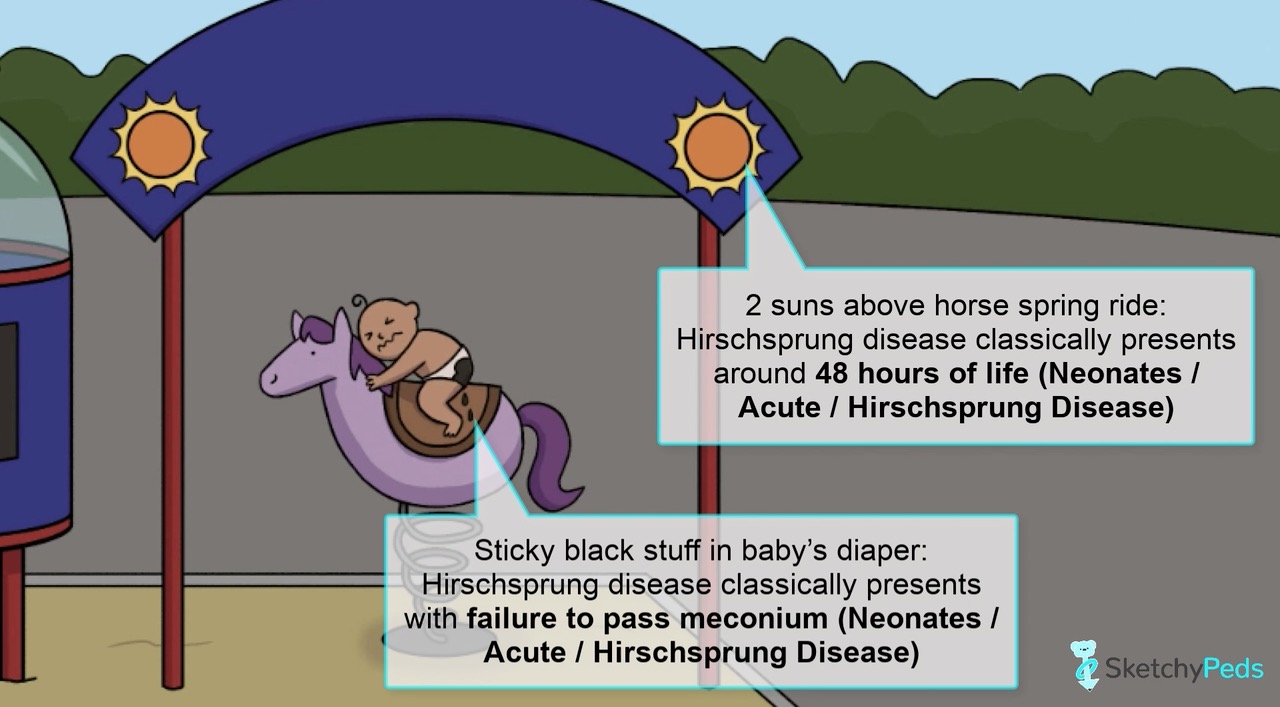 2 suns above horse spring ride:
Hirschsprung disease classically presents
around 48 hours of life (Neonates /
Acute / Hirschsprung Disease)
Sticky black stuff in baby’s diaper:
Hirschsprung disease classically presents
with failure to pass meconium (Neonates /
Acute / Hirschsprung Disease)
SketchyPeds